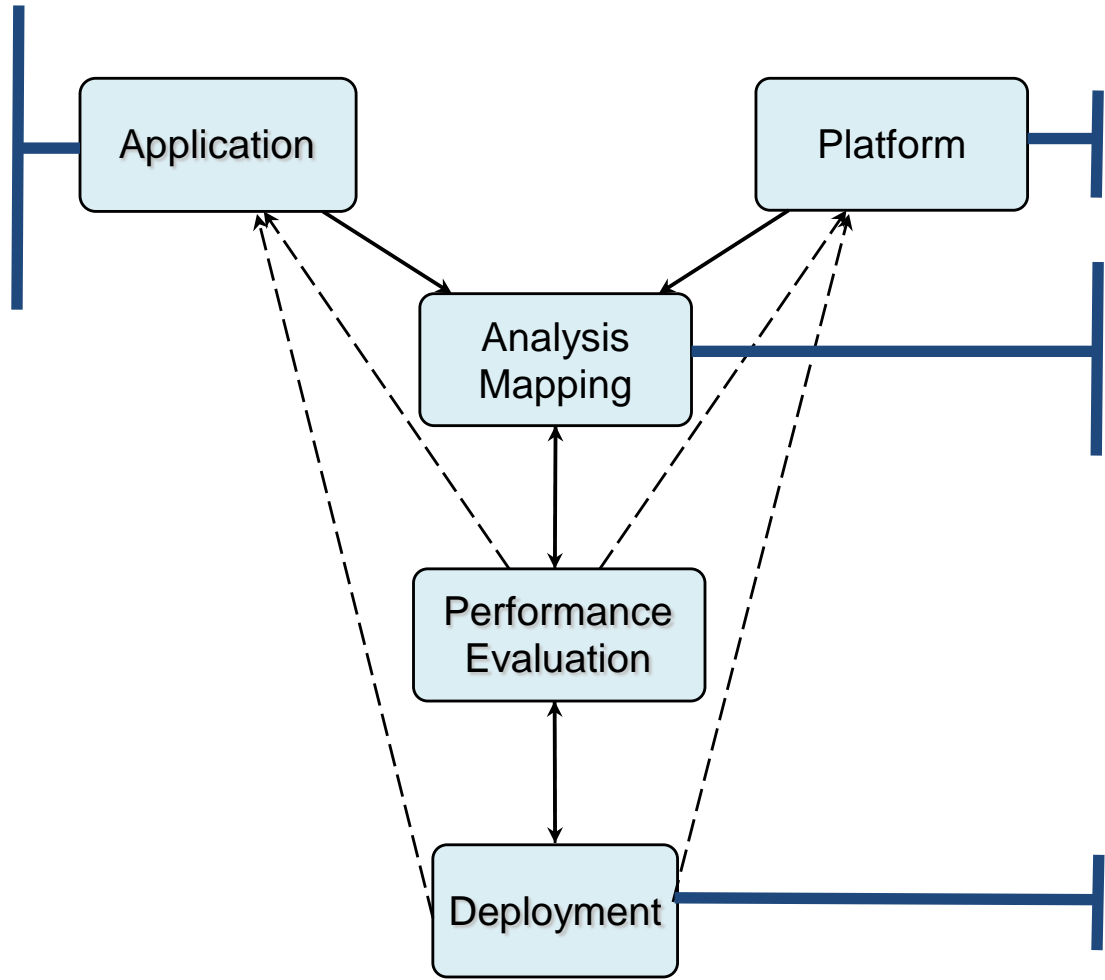 Application
Platform
Analysis
Mapping
Performance
Evaluation
Deployment